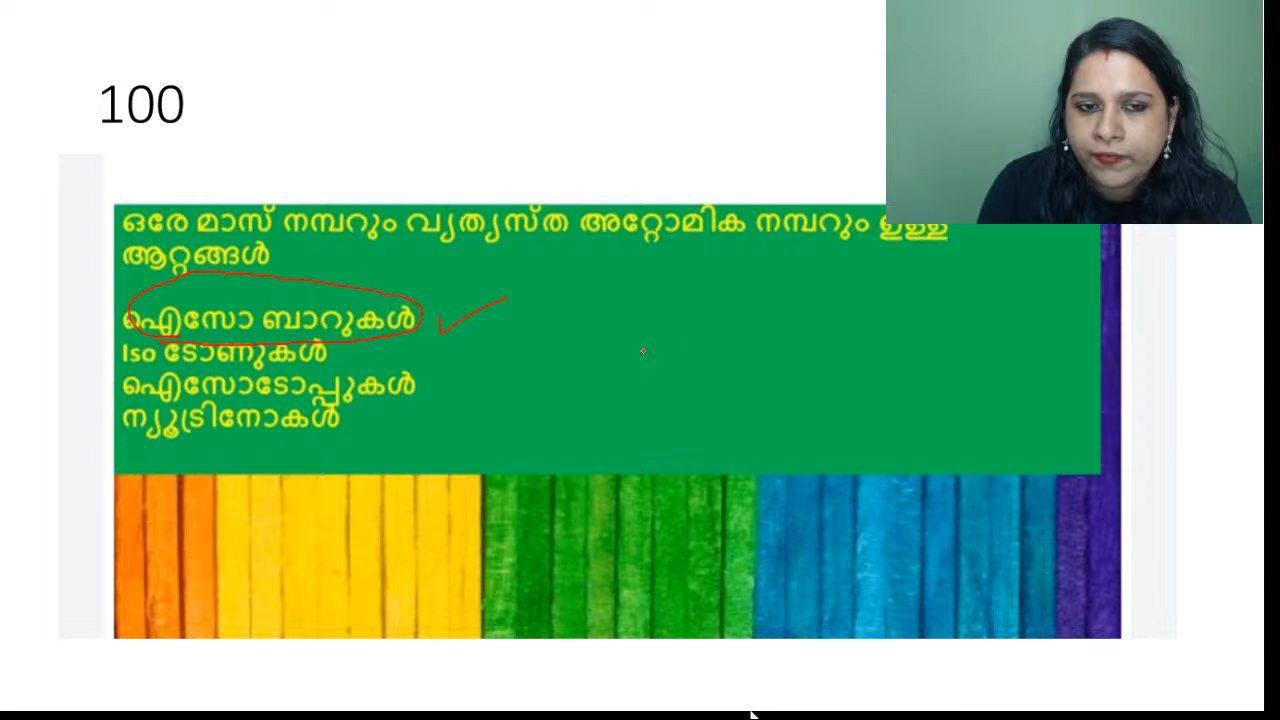 100
ഒരേ മാസ് നമ്പറും വ്യത്യസ്ത അറ്റോമിക നമ്പറും ഉള്ള
ആറ്റങ്ങൾ
ഐസോ ബാറുകൾ
Iso ടോണുകൾ
ഐസോടോപ്പുകൾ
ന്യൂട്രിനോകൾ